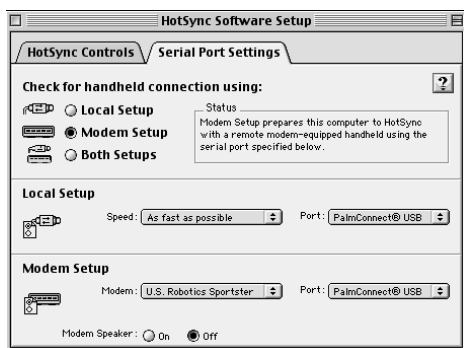 HotSync Software Setup
HotSync Controls
Serial Port Settings
Check for handheld connection using:
?
Local Setup
Modem Setup
Both Setups
Status
Modem Setup prepares this computer to HotSync
with a remote modem-equipped handheld using the
serial port specified below.
Local Setup
Speed: As fast as possible
Port: PalmConnect® USB
Modem Setup
Modem: U.S. Robotics Sportster
Port: PalmConnect® USB
Modem Speaker: On Off